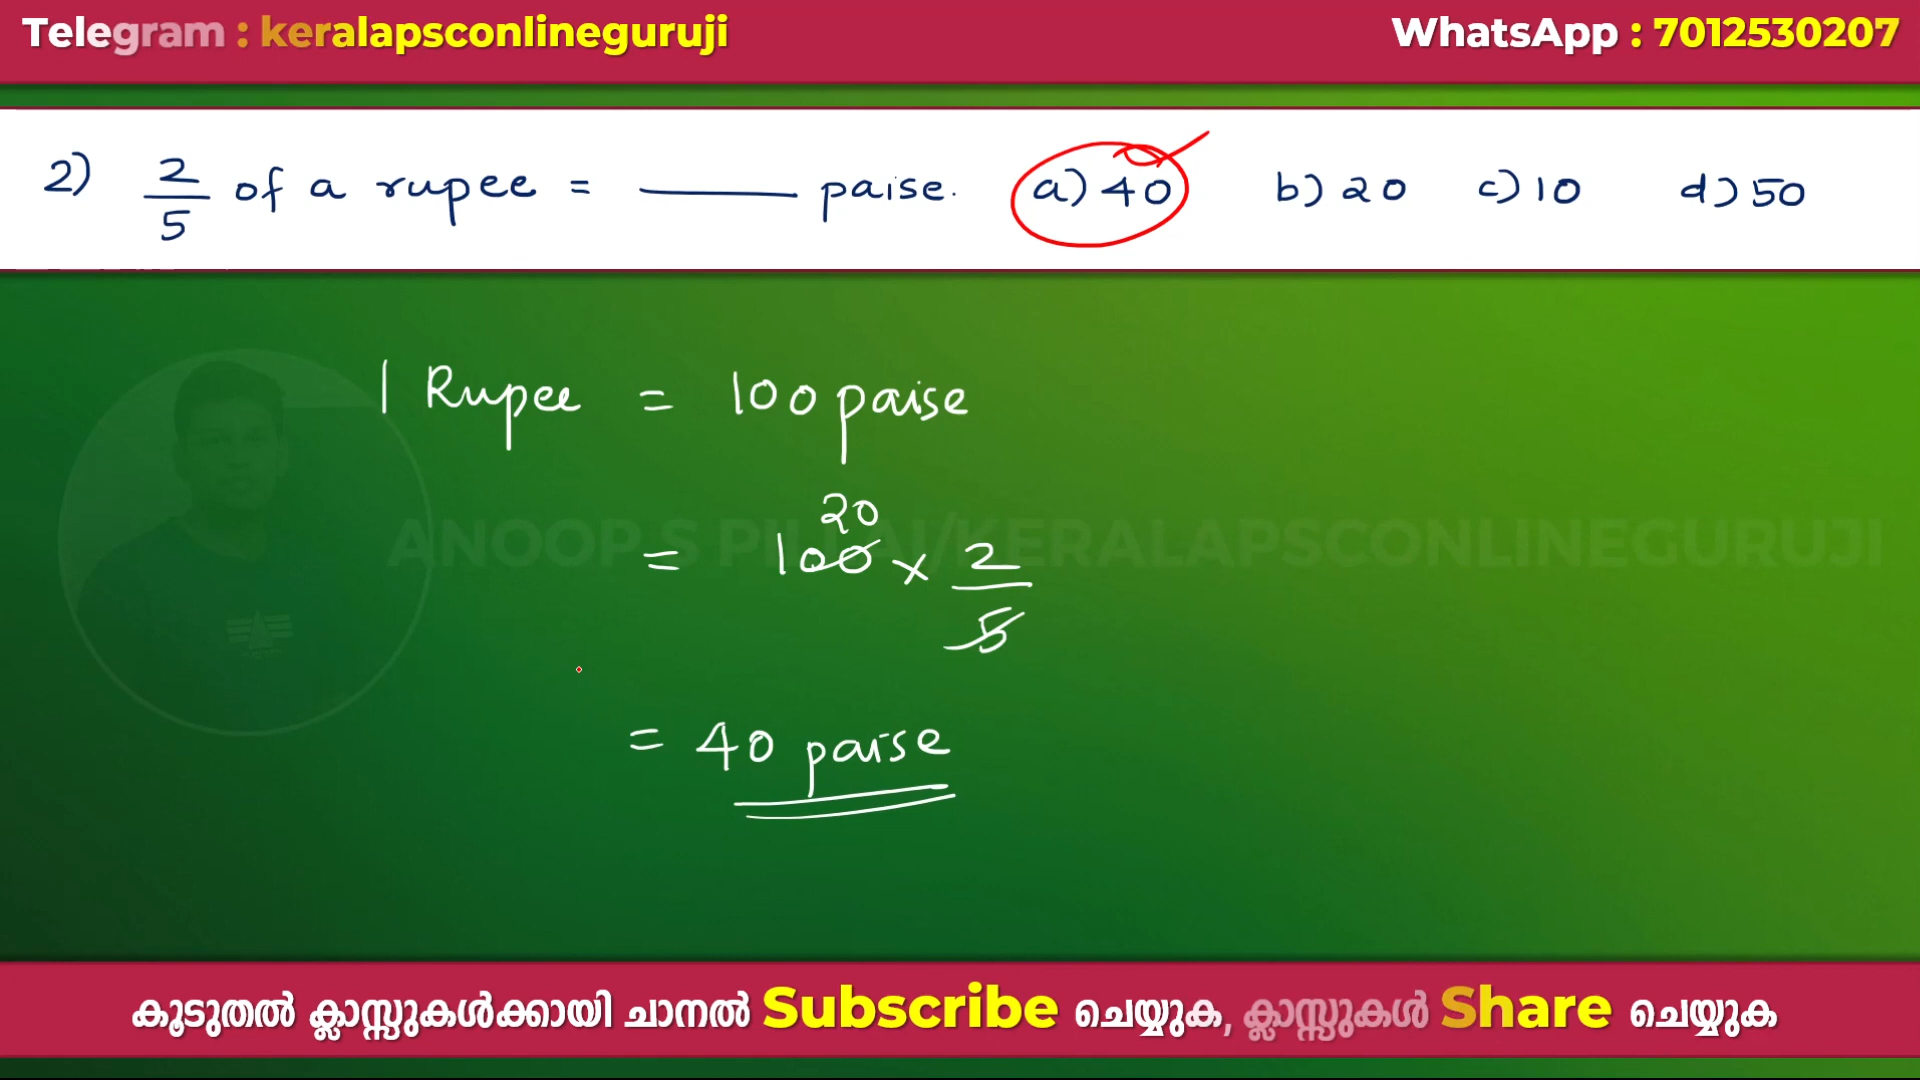 Telegram : keralapsconlineguruji
WhatsApp : 7012530207
2) 2/5 of a rupee = ______ paise. a) 40 b) 20 c) 10 d) 50
1 Rupee = 100 paise
20
= 100 × 2/5
ANOOP S PILLAI/KERALAPSCONLINEGURUJI
= 40 paise
കൂടുതൽ ക്ലാസ്സുകൾക്കായി ചാനൽ Subscribe ചെയ്യുക, ക്ലാസ്സുകൾ Share ചെയ്യുക